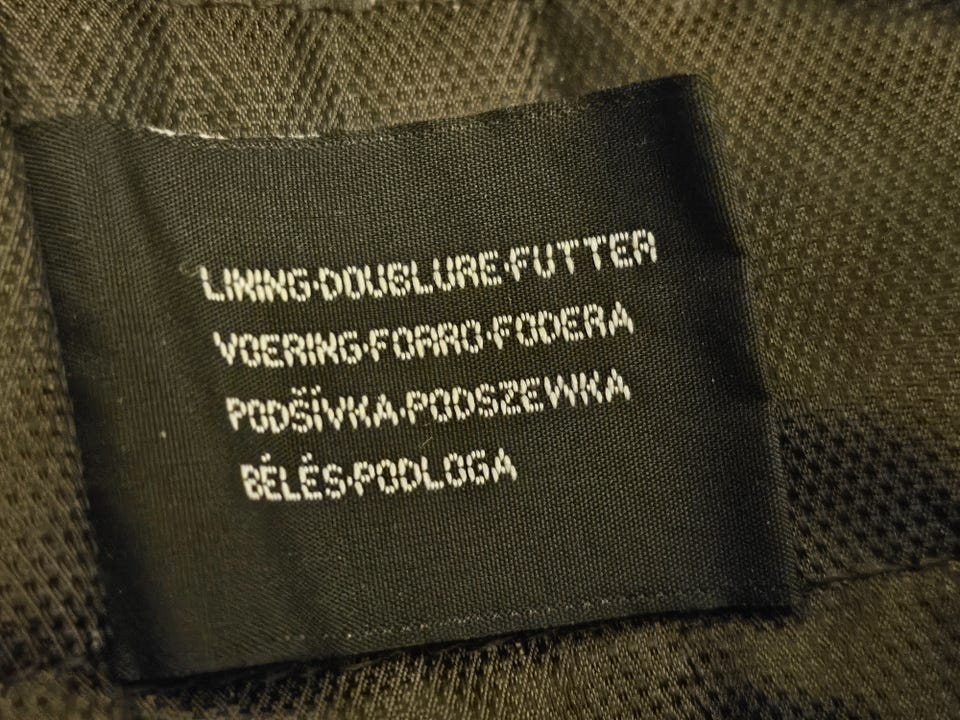 LINING·DOUBLURE·FUTTER
VOERING·FORRO·FODERA
PODŠÍVKA·PODSZEWKA
BÉLÉS·PODLOGA